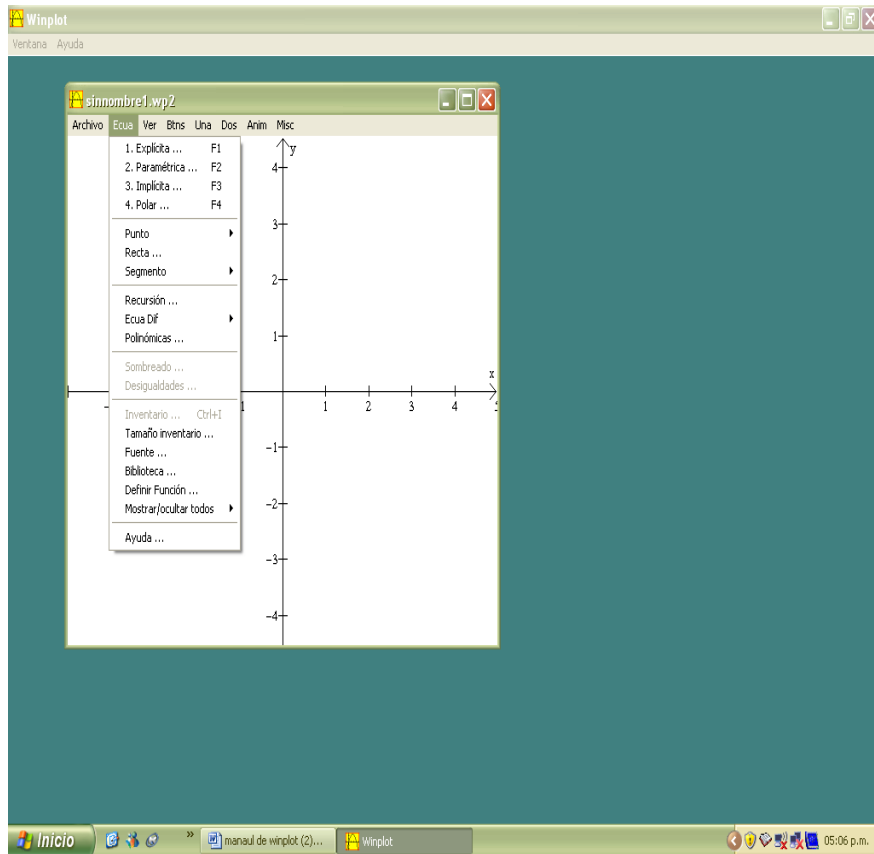 Winplot
Ventana Ayuda
sinnombre1.wp2
Archivo Ecua Ver Btns Una Dos Anim Misc
1. Explícita ... F1
2. Paramétrica ... F2
3. Implícita ... F3
4. Polar ... F4
Punto
Recta ...
Segmento
Recursión ...
Ecua Dif
Polinómicas ...
Sombreado ...
Desigualdades ...
Inventario ... Ctrl+I
Tamaño inventario ...
Fuente ...
Biblioteca ...
Definir Función ...
Mostrar/ocultar todos
Ayuda ...
y
4
3
2
1
x
1 2 3 4
-1
-2
-3
-4
Inicio » manaul de winplot (2)... Winplot 05:06 p.m.